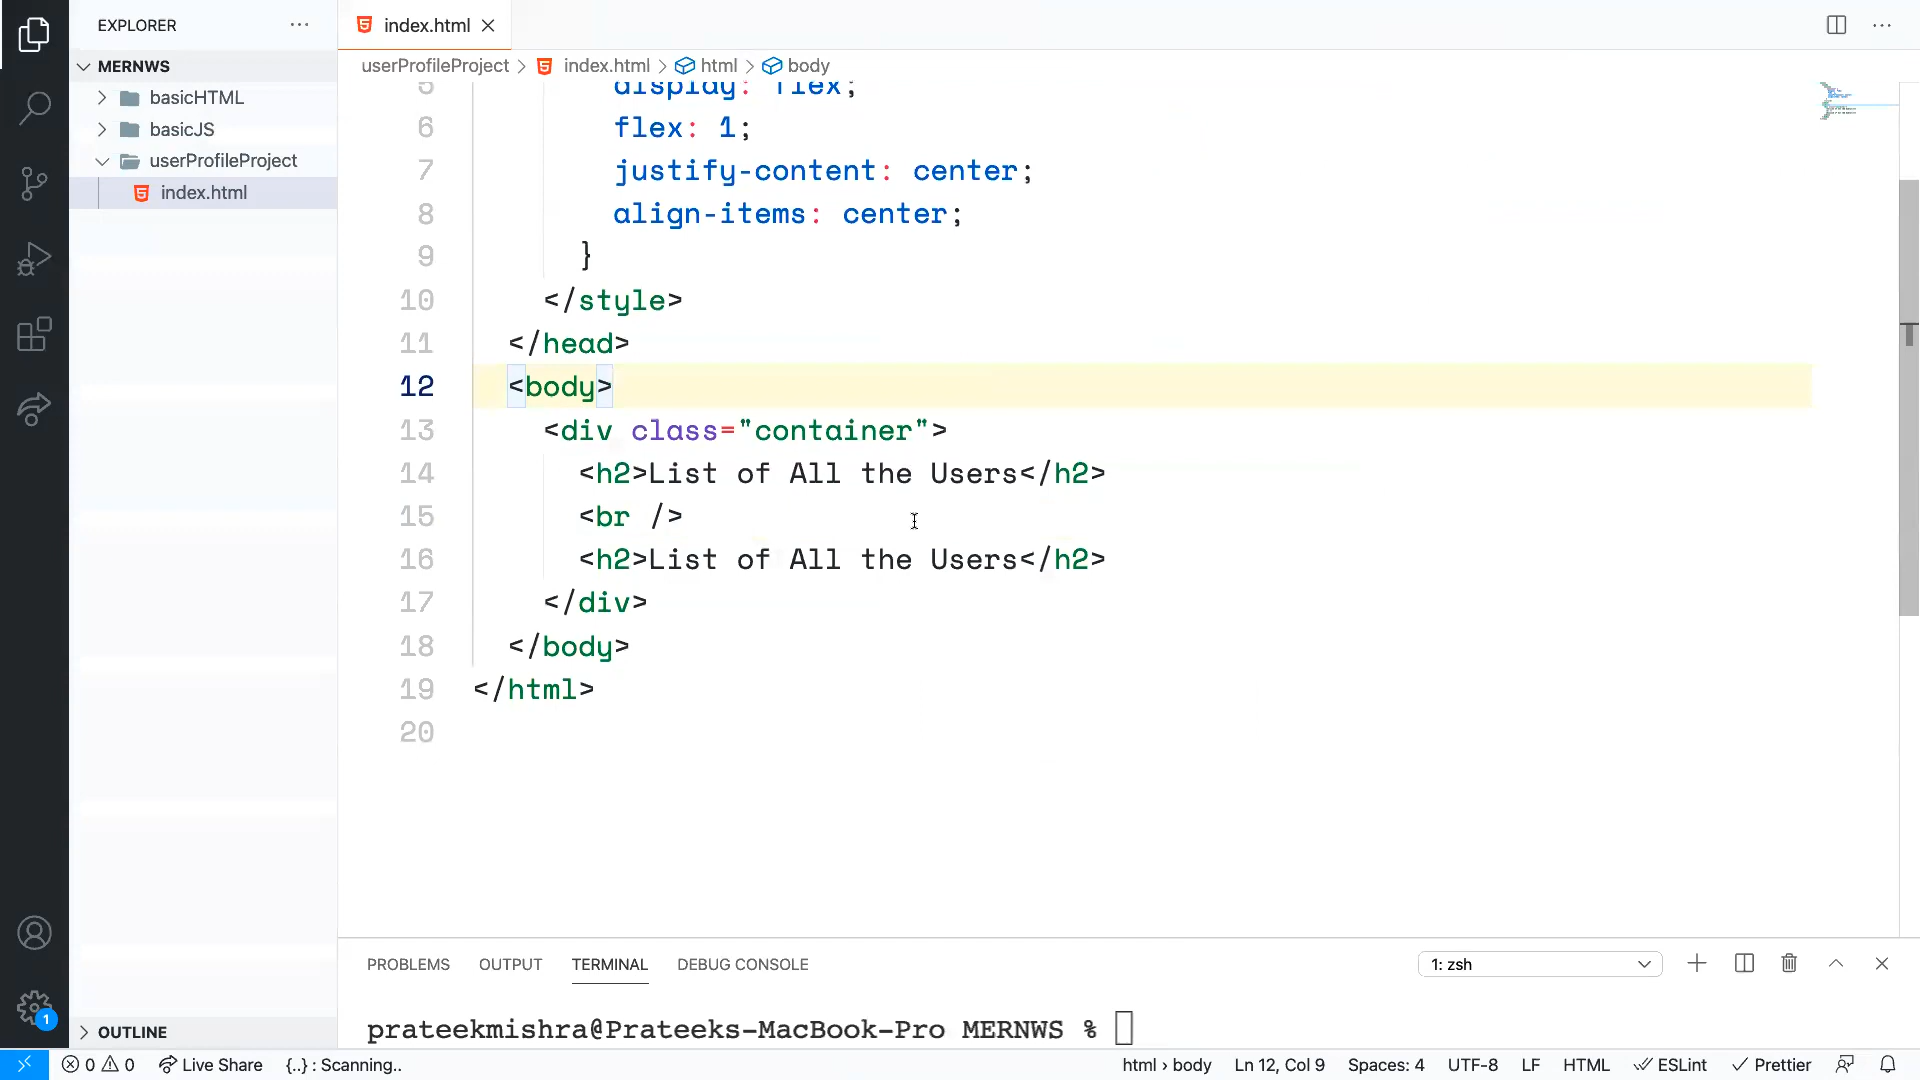 EXPLORER
MERNWS
basicHTML
basicJS
userProfileProject
index.html
OUTLINE
index.html
userProfileProject > index.html > html > body
5 display: flex;
6 flex: 1;
7 justify-content: center;
8 align-items: center;
9 }
10 </style>
11 </head>
12 <body>
13 <div class="container">
14 <h2>List of All the Users</h2>
15 <br />
16 <h2>List of All the Users</h2>
17 </div>
18 </body>
19 </html>
20
PROBLEMS OUTPUT TERMINAL DEBUG CONSOLE 1: zsh
prateekmishra@Prateeks-MacBook-Pro MERNWS %
1
0 0 Live Share {..} : Scanning.. html › body Ln 12, Col 9 Spaces: 4 UTF-8 LF HTML ESLint Prettier